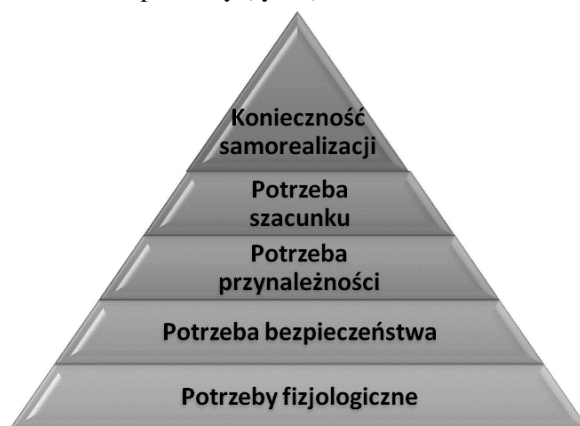 Konieczność
samorealizacji
Potrzeba
szacunku
Potrzeba
przynależności
Potrzeba bezpieczeństwa
Potrzeby fizjologiczne